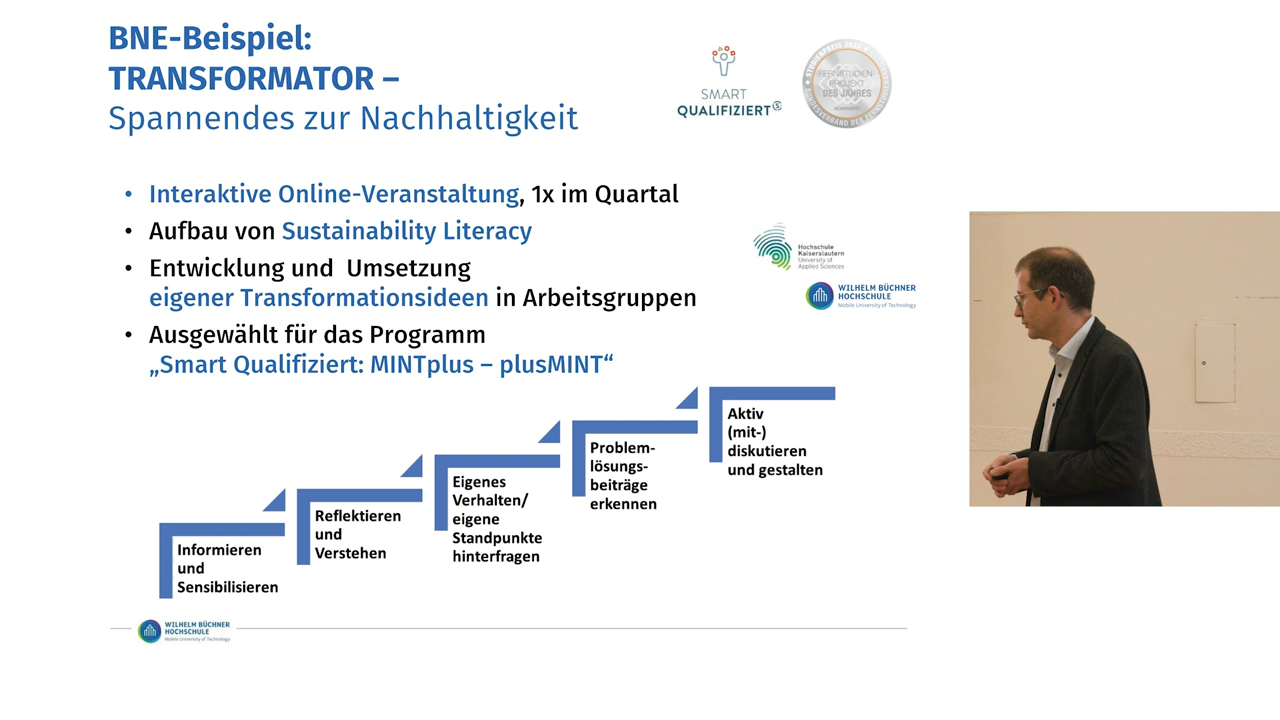 BNE-Beispiel:
TRANSFORMATOR –
Spannendes zur Nachhaltigkeit
SMART
QUALIFIZIERT
STUDIENPREIS 2022
FERNSTUDIEN
PROJEKT
DES JAHRES
• Interaktive Online-Veranstaltung, 1x im Quartal
• Aufbau von Sustainability Literacy
• Entwicklung und Umsetzung
eigener Transformationsideen in Arbeitsgruppen
• Ausgewählt für das Programm
„Smart Qualifiziert: MINTplus – plusMINT“
Hochschule
Kaiserslautern
University of
Applied Sciences
WILHELM BÜCHNER
HOCHSCHULE
Mobile University of Technology
Informieren
und
Sensibilisieren
Reflektieren
und
Verstehen
Eigenes
Verhalten/
eigene
Standpunkte
hinterfragen
Problem-
lösungs-
beiträge
erkennen
Aktiv
(mit-)
diskutieren
und gestalten
WILHELM BÜCHNER
HOCHSCHULE
Mobile University of Technology